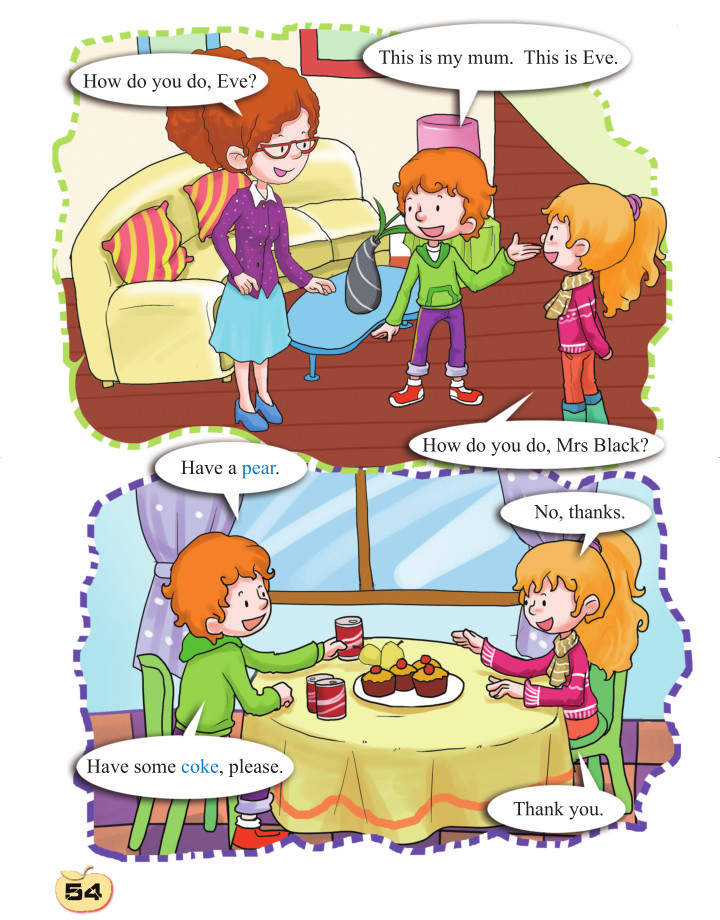 This is my mum. This is Eve.
How do you do, Eve?
How do you do, Mrs Black?
Have a pear.
No, thanks.
Have some coke, please.
Thank you.
54